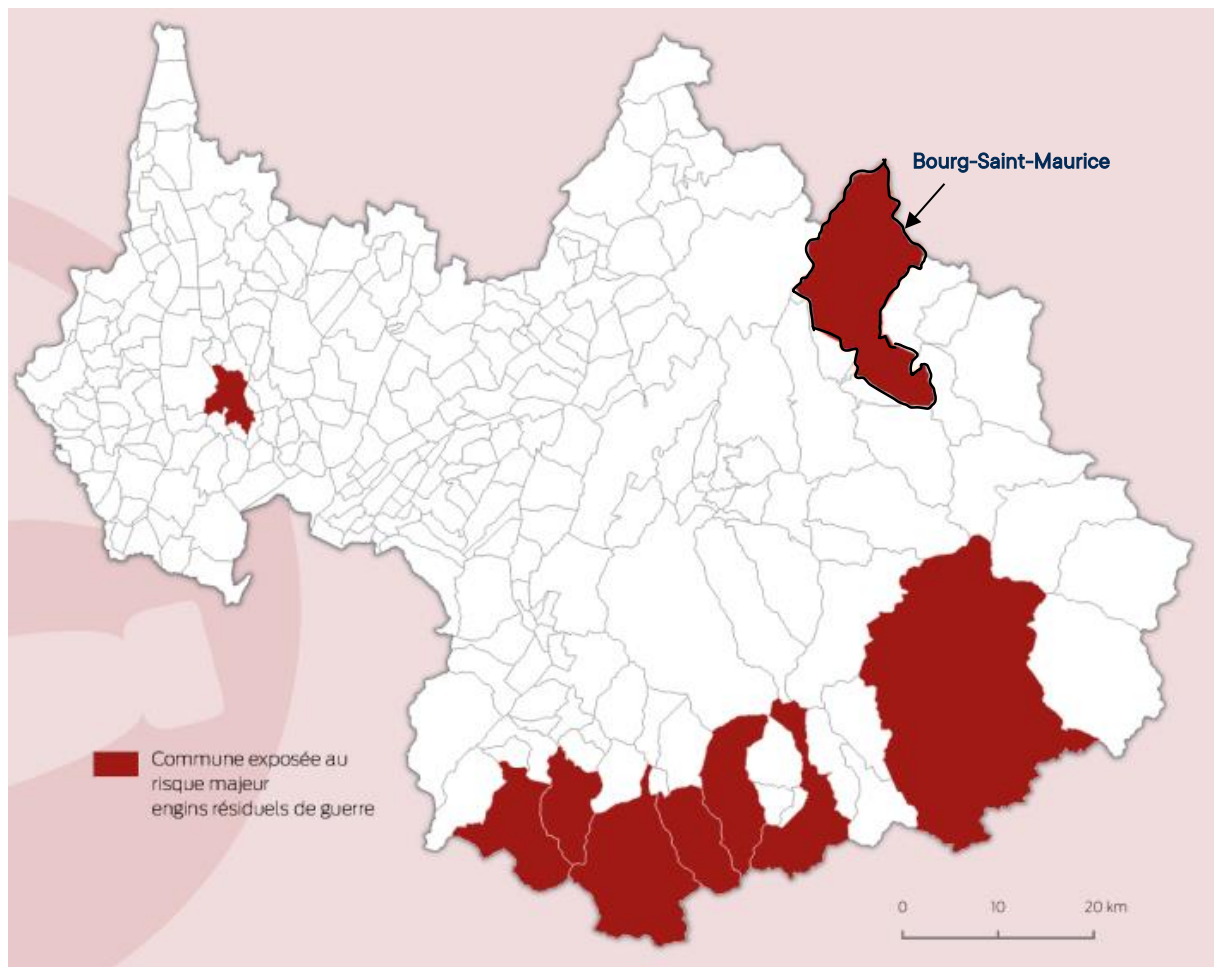 Bourg-Saint-Maurice
Commune exposée au
risque majeur
engins résiduels de guerre
0 10 20 km